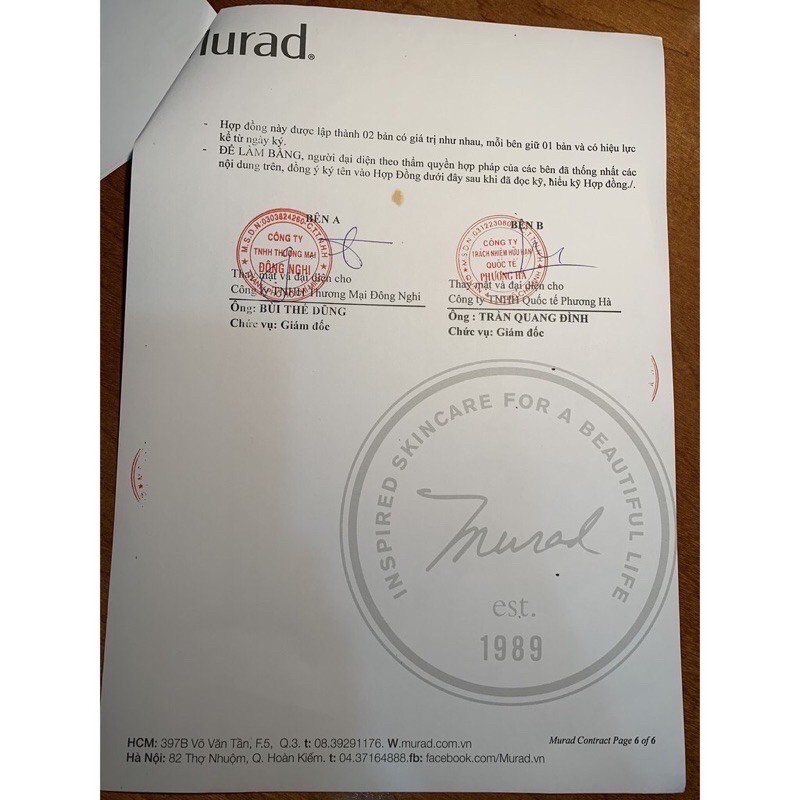 Murad®
- Hợp đồng này được lập thành 02 bản có giá trị như nhau, mỗi bên giữ 01 bản và có hiệu lực
kể từ ngày ký.
- ĐỂ LÀM BẰNG, người đại diện theo thẩm quyền hợp pháp của các bên đã thống nhất các
nội dung trên, đồng ý ký tên vào Hợp Đồng dưới đây sau khi đã đọc kỹ, hiểu kỹ Hợp đồng./.
BÊN A
M.S.D.N:0303824260-C.T.T.N.H.H
CÔNG TY
TNHH THƯƠNG MẠI
ĐÔNG NGHI
Thay mặt và đại diện cho
Công ty TNHH Thương Mại Đông Nghi
Ông: BÙI THẾ DŨNG
Chức vụ: Giám đốc
BÊN B
CÔNG TY
TRÁCH NHIỆM HỮU HẠN
QUỐC TẾ
PHƯƠNG HÀ
Thay mặt và đại diện cho
Công ty TNHH Quốc tế Phương Hà
Ông : TRẦN QUANG ĐỈNH
Chức vụ: Giám đốc
INSPIRED SKINCARE FOR A BEAUTIFUL LIFE
Murad
est.
1989
HCM: 397B Võ Văn Tần, F.5, Q.3. t: 08.39291176. W.murad.com.vn
Hà Nội: 82 Thợ Nhuộm, Q. Hoàn Kiếm. t: 04.37164888.fb: facebook.com/Murad.vn
Murad Contract Page 6 of 6